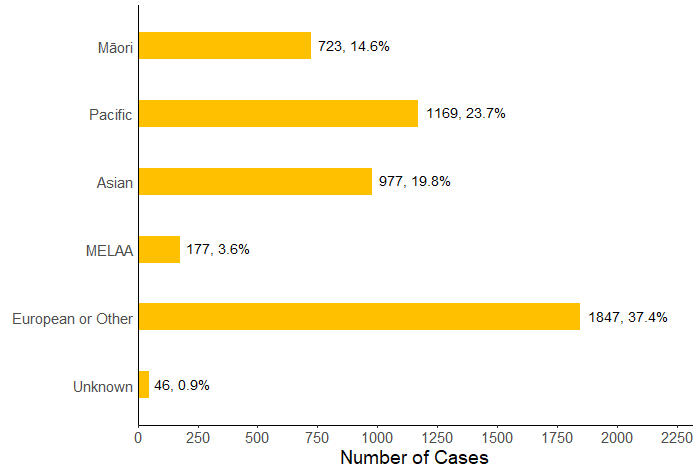 Māori 723, 14.6%
Pacific 1169, 23.7%
Asian 977, 19.8%
MELAA 177, 3.6%
European or Other 1847, 37.4%
Unknown 46, 0.9%
0 250 500 750 1000 1250 1500 1750 2000 2250
Number of Cases